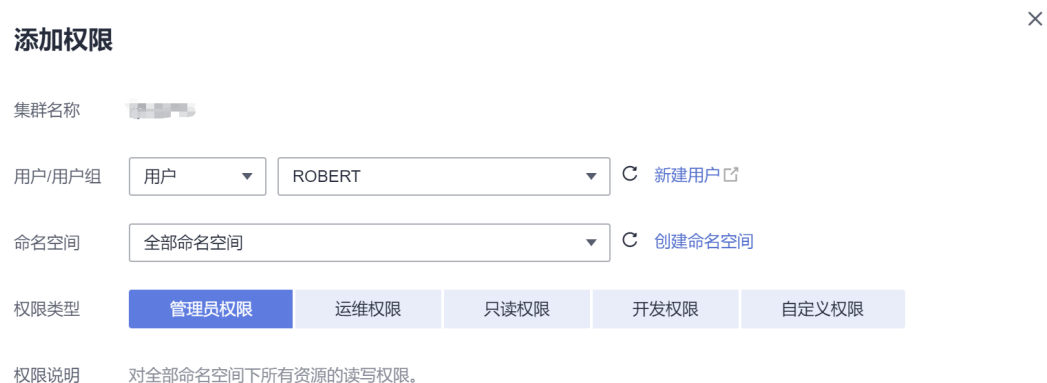 添加权限
集群名称
用户/用户组 用户 ROBERT 新建用户
命名空间 全部命名空间 创建命名空间
权限类型 管理员权限 运维权限 只读权限 开发权限 自定义权限
权限说明 对全部命名空间下所有资源的读写权限。